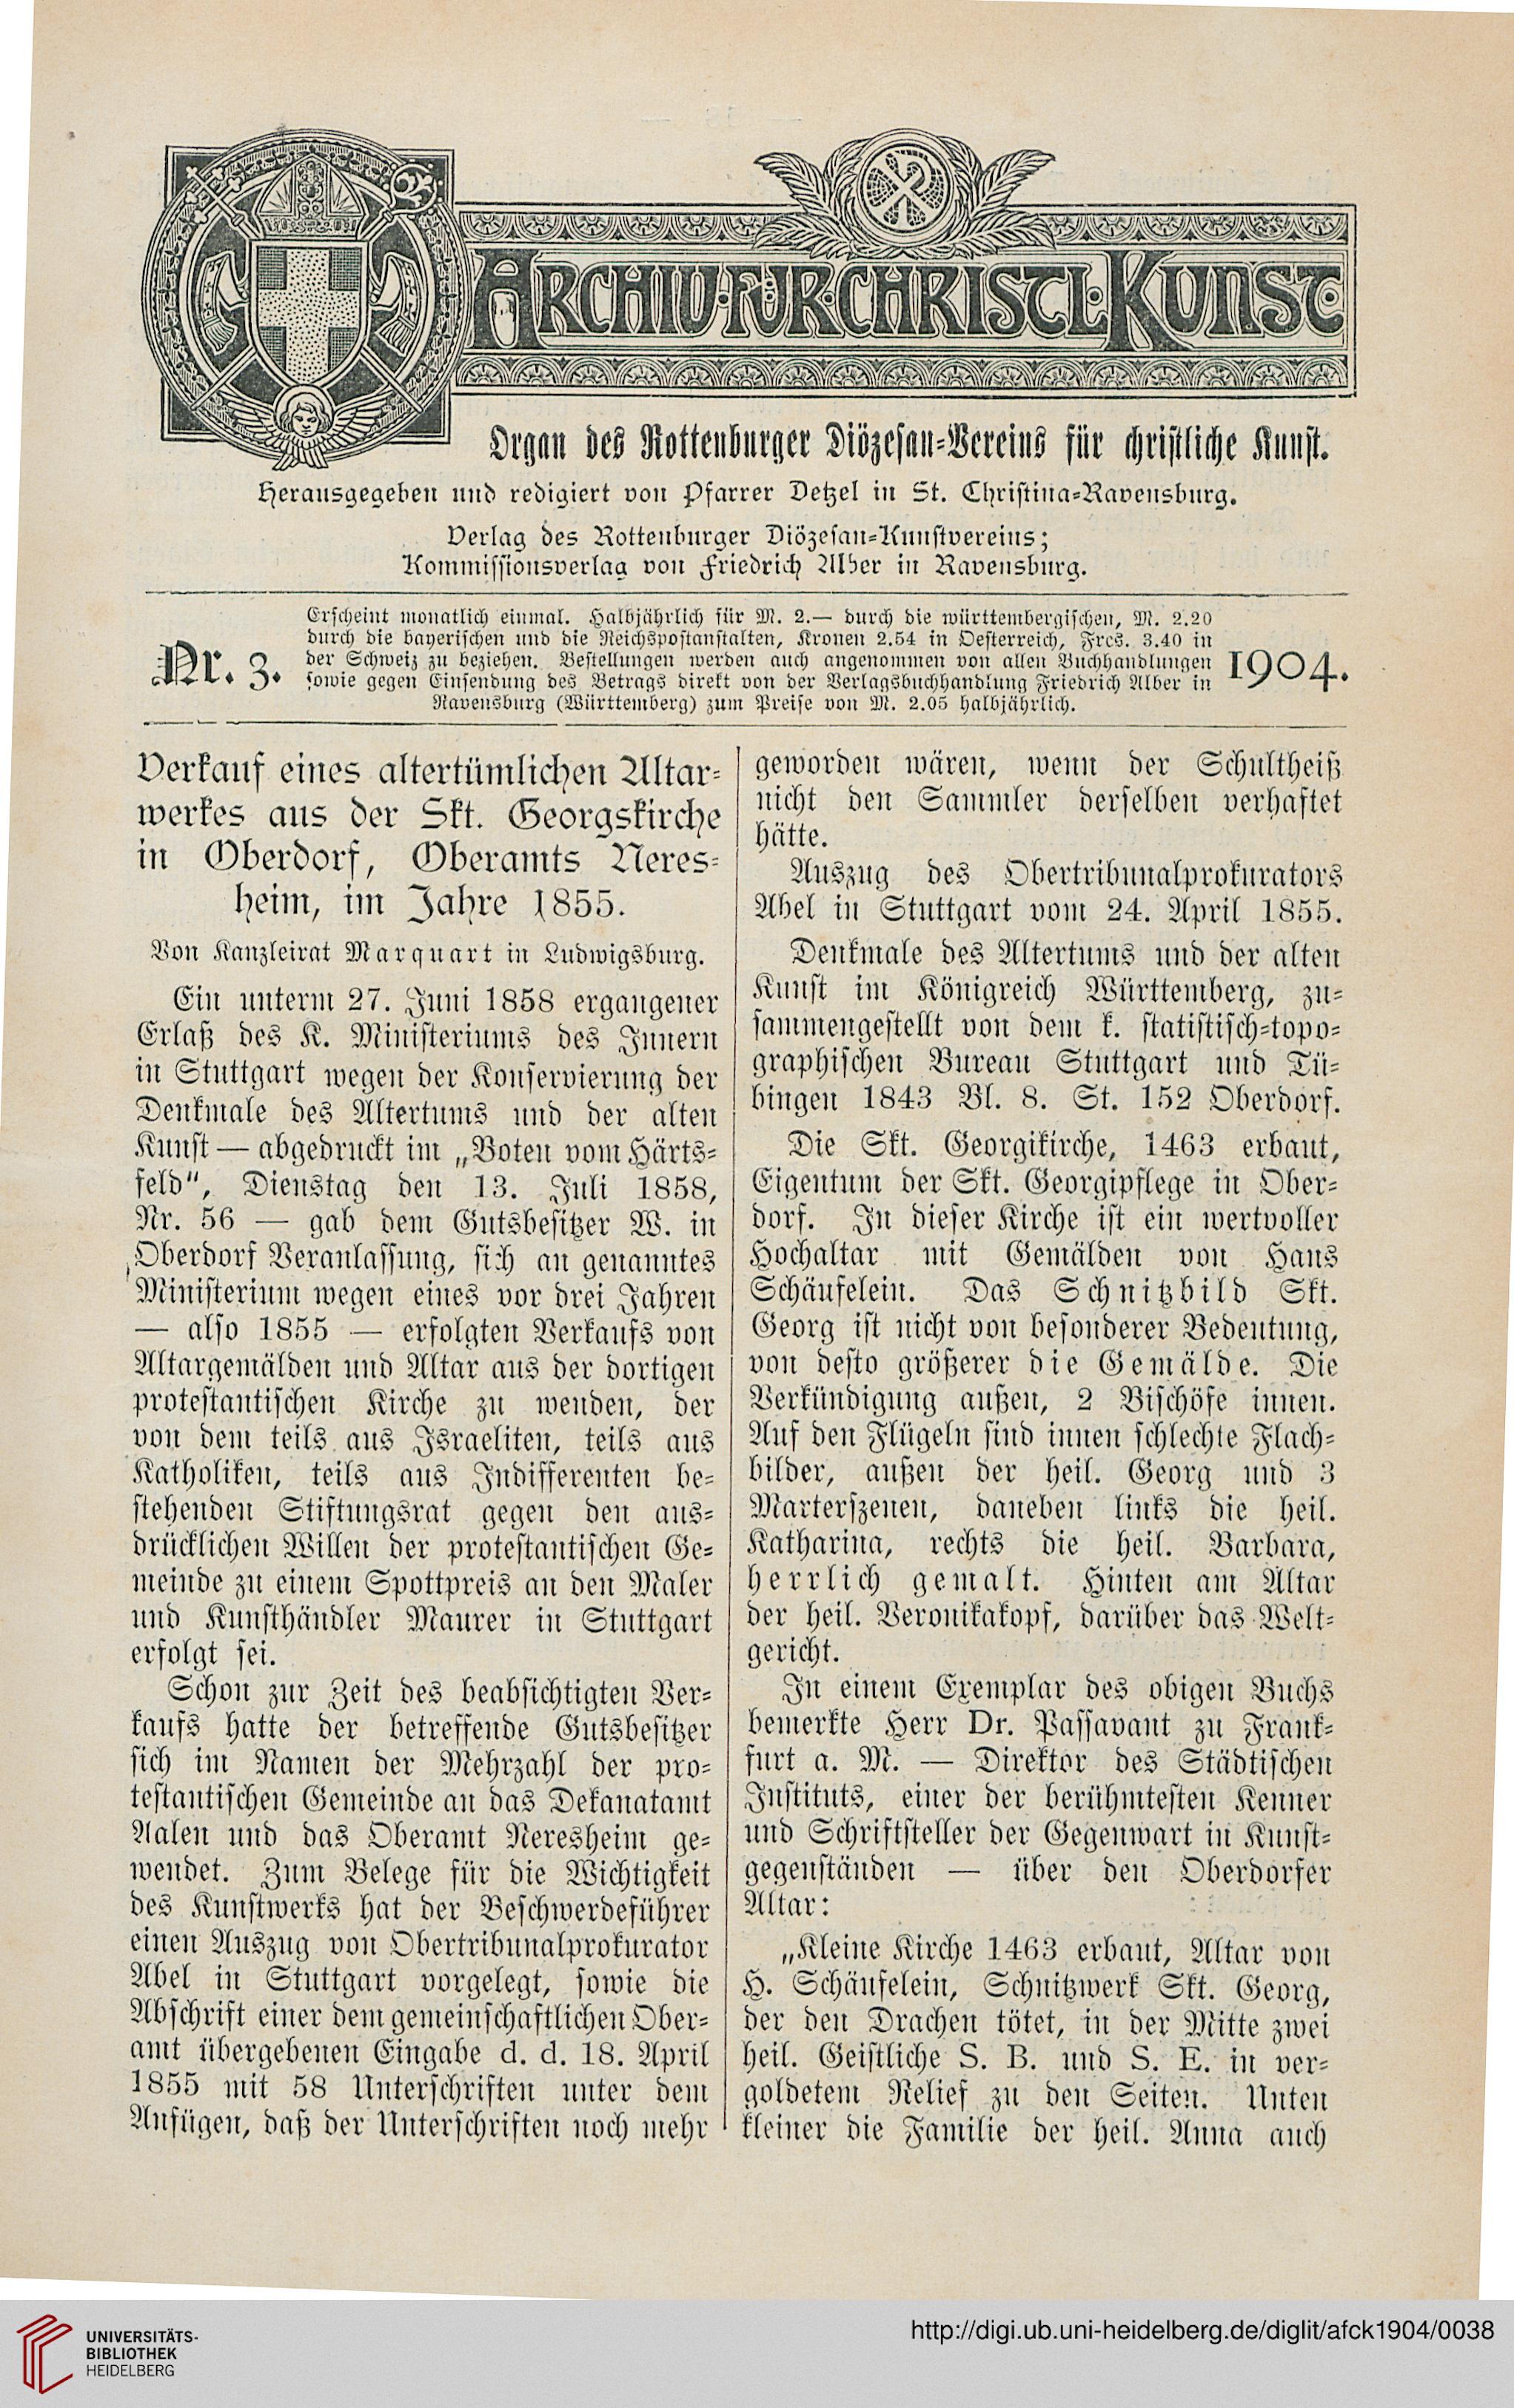 ARCHIV·FÜR·CHRISTL·KUNST
Organ des Rottenburger Diözesan-Vereins für christliche Kunst.
Herausgegeben und redigiert von Pfarrer Detzel in St. Christina-Ravensburg.
Verlag des Rottenburger Diözesan-Kunstvereins;
Kommissionsverlag von Friedrich Alber in Ravensburg.
Nr. 3.
Erscheint monatlich einmal. Halbjährlich für M. 2.— durch die württembergischen, M. 2.20
durch die bayerischen und die Reichspostanstalten, Kronen 2.54 in Oesterreich, Frcs. 3.40 in
der Schweiz zu beziehen. Bestellungen werden auch angenommen von allen Buchhandlungen
sowie gegen Einsendung des Betrags direkt von der Verlagsbuchhandlung Friedrich Alber in
Ravensburg (Württemberg) zum Preise von M. 2.05 halbjährlich.
1904.
Verkauf eines altertümlichen Altar-
werkes aus der Skt. Georgskirche
in Oberdorf, Oberamts Neres-
heim, im Jahre 1855.
Von Kanzleirat Marquart in Ludwigsburg.
Ein unterm 27. Juni 1858 ergangener
Erlaß des K. Ministeriums des Innern
in Stuttgart wegen der Konservierung der
Denkmale des Altertums und der alten
Kunst — abgedruckt im „Boten vom Härts-
feld“, Dienstag den 13. Juli 1858,
Nr. 56 — gab dem Gutsbesitzer W. in
Oberdorf Veranlassung, sich an genanntes
Ministerium wegen eines vor drei Jahren
— also 1855 — erfolgten Verkaufs von
Altargemälden und Altar aus der dortigen
protestantischen Kirche zu wenden, der
von dem teils aus Israeliten, teils aus
Katholiken, teils aus Indifferenten be-
stehenden Stiftungsrat gegen den aus-
drücklichen Willen der protestantischen Ge-
meinde zu einem Spottpreis an den Maler
und Kunsthändler Maurer in Stuttgart
erfolgt sei.
Schon zur Zeit des beabsichtigten Ver-
kaufs hatte der betreffende Gutsbesitzer
sich im Namen der Mehrzahl der pro-
testantischen Gemeinde an das Dekanatamt
Aalen und das Oberamt Neresheim ge-
wendet. Zum Belege für die Wichtigkeit
des Kunstwerks hat der Beschwerdeführer
einen Auszug von Obertribunalprokurator
Abel in Stuttgart vorgelegt, sowie die
Abschrift einer dem gemeinschaftlichen Ober-
amt übergebenen Eingabe d. d. 18. April
1855 mit 58 Unterschriften unter dem
Anfügen, daß der Unterschriften noch mehr
geworden wären, wenn der Schultheiß
nicht den Sammler derselben verhaftet
hätte.
Auszug des Obertribunalprokurators
Abel in Stuttgart vom 24. April 1855.
Denkmale des Altertums und der alten
Kunst im Königreich Württemberg, zu-
sammengestellt von dem k. statistisch-topo-
graphischen Bureau Stuttgart und Tü-
bingen 1843 Bl. 8. St. 152 Oberdorf.
Die Skt. Georgikirche, 1463 erbaut,
Eigentum der Skt. Georgipflege in Ober-
dorf. In dieser Kirche ist ein wertvoller
Hochaltar mit Gemälden von Hans
Schäufelein. Das Schnitzbild Skt.
Georg ist nicht von besonderer Bedeutung,
von desto größerer die Gemälde. Die
Verkündigung außen, 2 Bischöfe innen.
Auf den Flügeln sind innen schlechte Flach-
bilder, außen der heil. Georg und 3
Marterszenen, daneben links die heil.
Katharina, rechts die heil. Barbara,
herrlich gemalt. Hinten am Altar
der heil. Veronikakopf, darüber das Welt-
gericht.
In einem Exemplar des obigen Buchs
bemerkte Herr Dr. Passavant zu Frank-
furt a. M. — Direktor des Städtischen
Instituts, einer der berühmtesten Kenner
und Schriftsteller der Gegenwart in Kunst-
gegenständen — über den Oberdorfer
Altar:
„Kleine Kirche 1463 erbaut, Altar von
H. Schäufelein, Schnitzwerk Skt. Georg,
der den Drachen tötet, in der Mitte zwei
heil. Geistliche S. B. und S. E. in ver-
goldetem Relief zu den Seiten. Unten
kleiner die Familie der heil. Anna auch
UNIVERSITÄTS-
BIBLIOTHEK
HEIDELBERG
http://digi.ub.uni-heidelberg.de/diglit/afck1904/0038